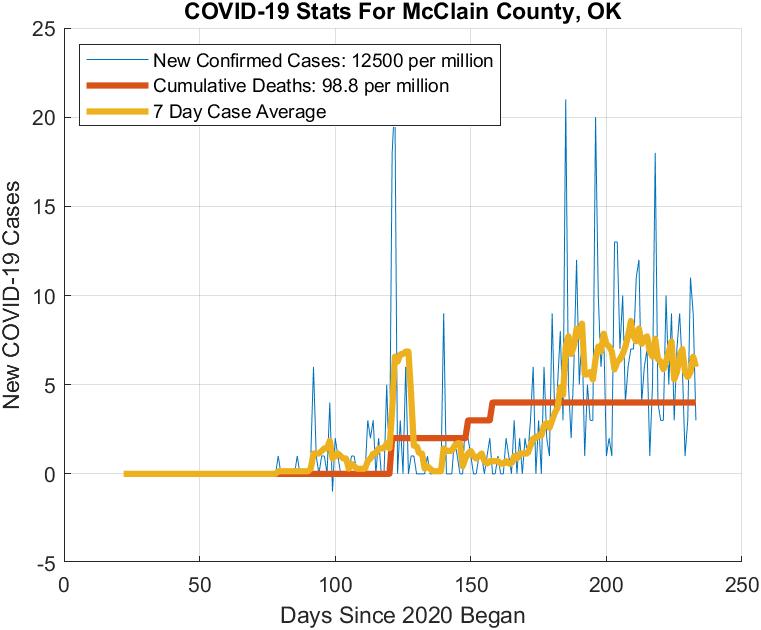 COVID-19 Stats For McClain County, OK
New Confirmed Cases: 12500 per million
Cumulative Deaths: 98.8 per million
7 Day Case Average
25
20
15
10
5
0
-5
New COVID-19 Cases
0
50
100
150
200
250
Days Since 2020 Began